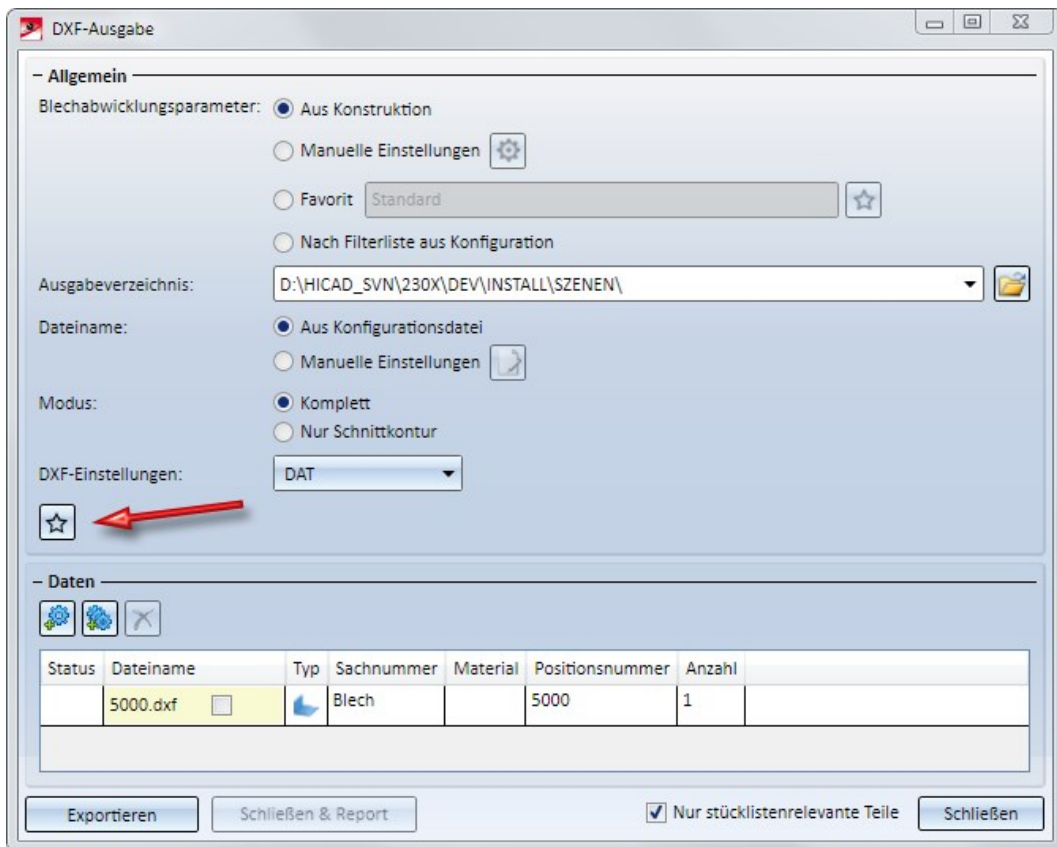 DXF-Ausgabe
Allgemein
Blechabwicklungsparameter: Aus Konstruktion
Manuelle Einstellungen
Favorit Standard
Nach Filterliste aus Konfiguration
Ausgabeverzeichnis: D:\HICAD_SVN\230X\DEV\INSTALL\SZENEN\
Dateiname: Aus Konfigurationsdatei
Manuelle Einstellungen
Modus: Komplett
Nur Schnittkontur
DXF-Einstellungen: DAT
Daten
Status Dateiname Typ Sachnummer Material Positionsnummer Anzahl
5000.dxf Blech 5000 1
Exportieren Schließen & Report Nur stücklistenrelevante Teile Schließen